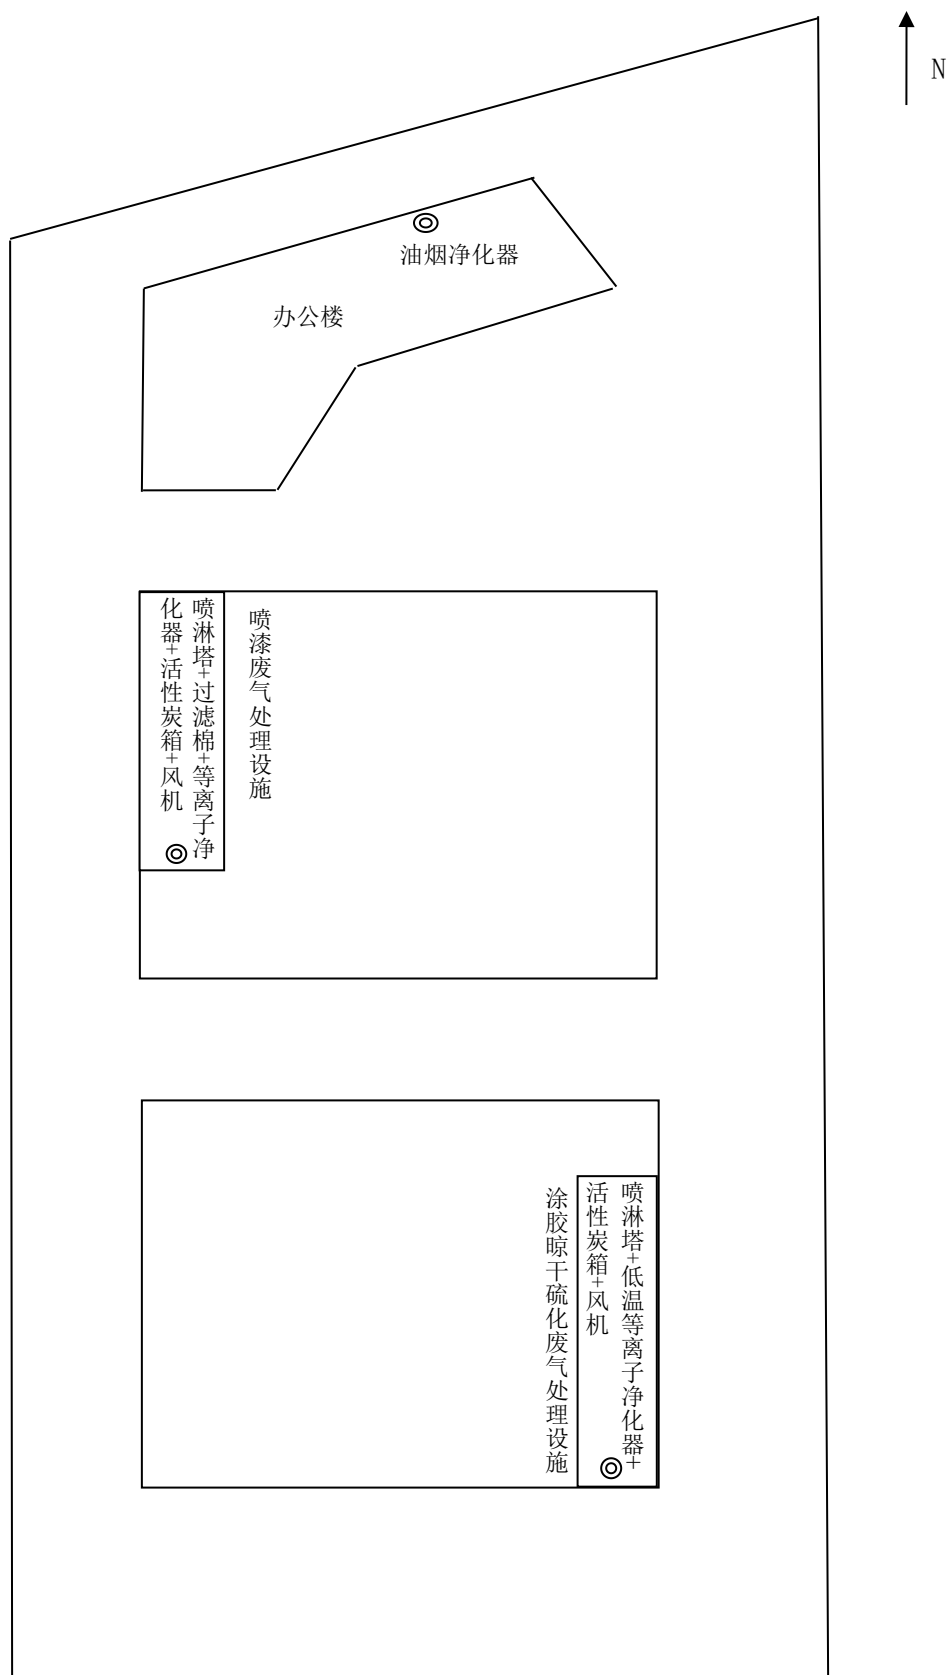 N
油烟净化器
办公楼
喷淋塔+过滤棉+等离子净
化器+活性炭箱+风机
喷漆废气处理设施
喷淋塔+低温等离子净化器+
活性炭箱+风机
涂胶晾干硫化废气处理设施